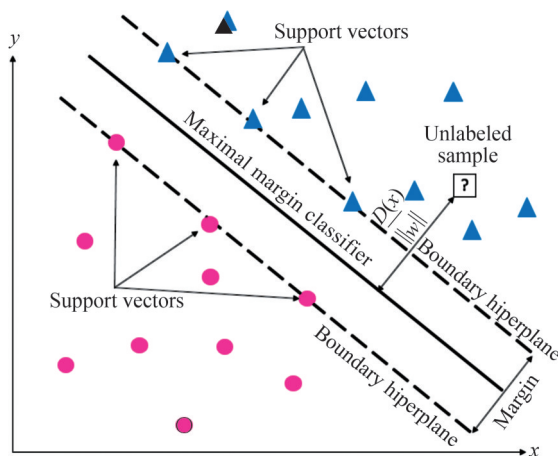 y
Support vectors
Unlabeled
sample
?
Maximal margin classifier
D(x)
||w||
Boundary hiperplane
Support vectors
Boundary hiperplane
Margin
x